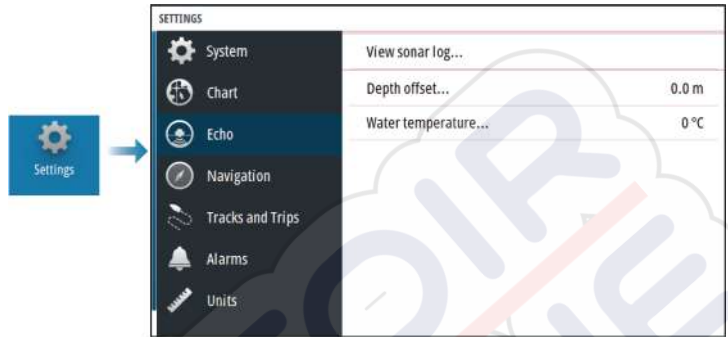 SETTINGS
System
Chart
Echo
Navigation
Tracks and Trips
Alarms
Units
View sonar log...
Depth offset... 0.0 m
Water temperature... 0 °C
Settings